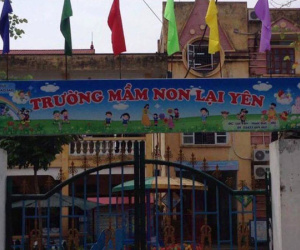 TRƯỜNG MẦM NON LẠI YÊN